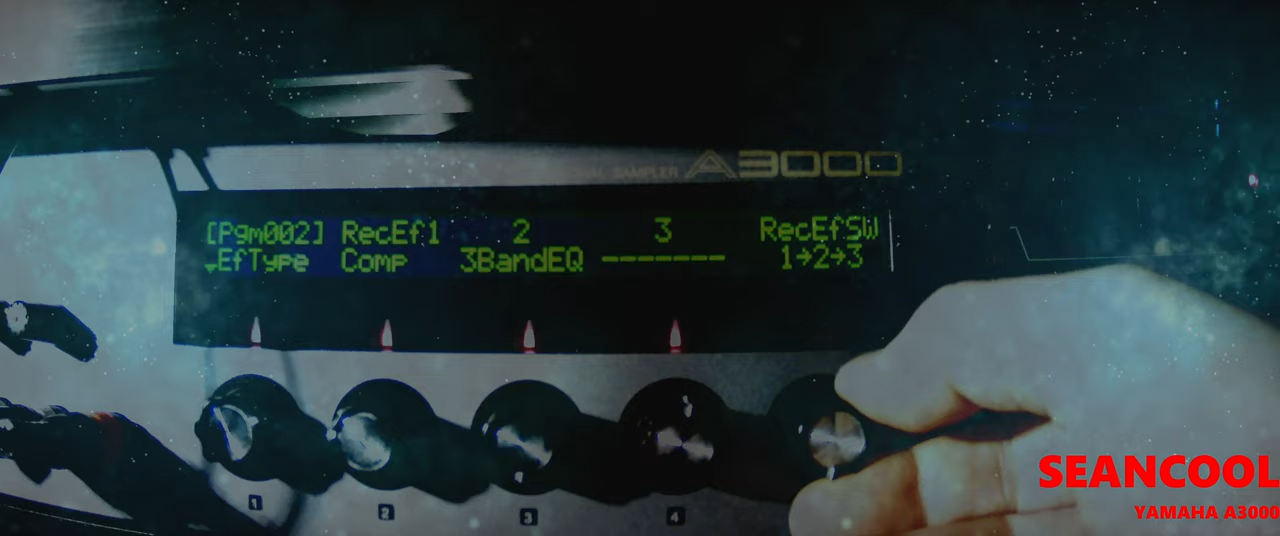 SAMPLER A3000
[Pgm002] RecEf1 2 3 RecEfSW
▼EfType Comp 3BandEQ ------- 1→2→3
1 2 3 4
SEANCOOL
YAMAHA A3000